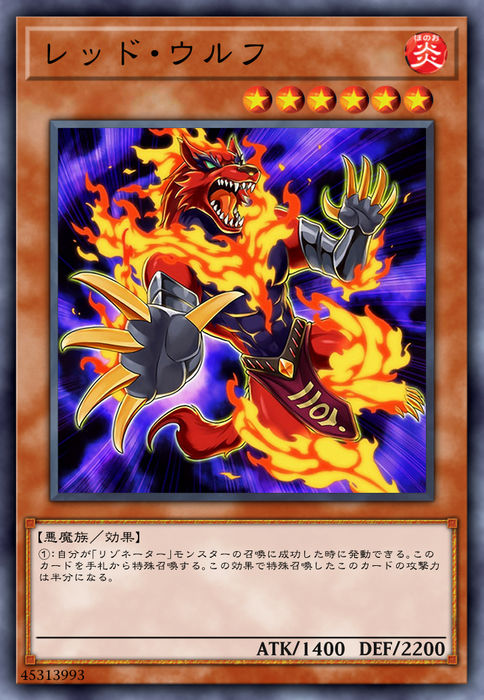 レッド・ウルフ
ほのお
炎
【悪魔族／効果】
①：自分が「リゾネーター」モンスターの召喚に成功した時に発動できる。この
カードを手札から特殊召喚する。この効果で特殊召喚したこのカードの攻撃力
は半分になる。
ATK/1400 DEF/2200
45313993